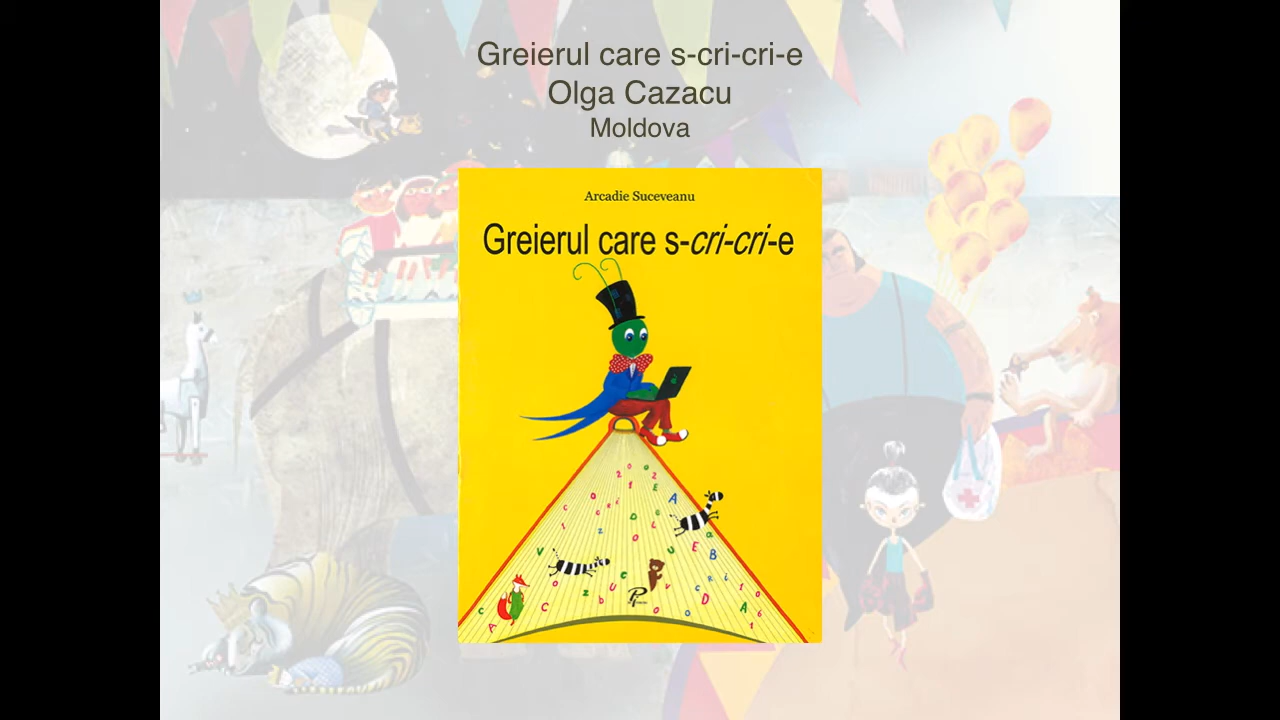 Greierul care s-cri-cri-e
Olga Cazacu
Moldova
Arcadie Suceveanu
Greierul care s-cri-cri-e